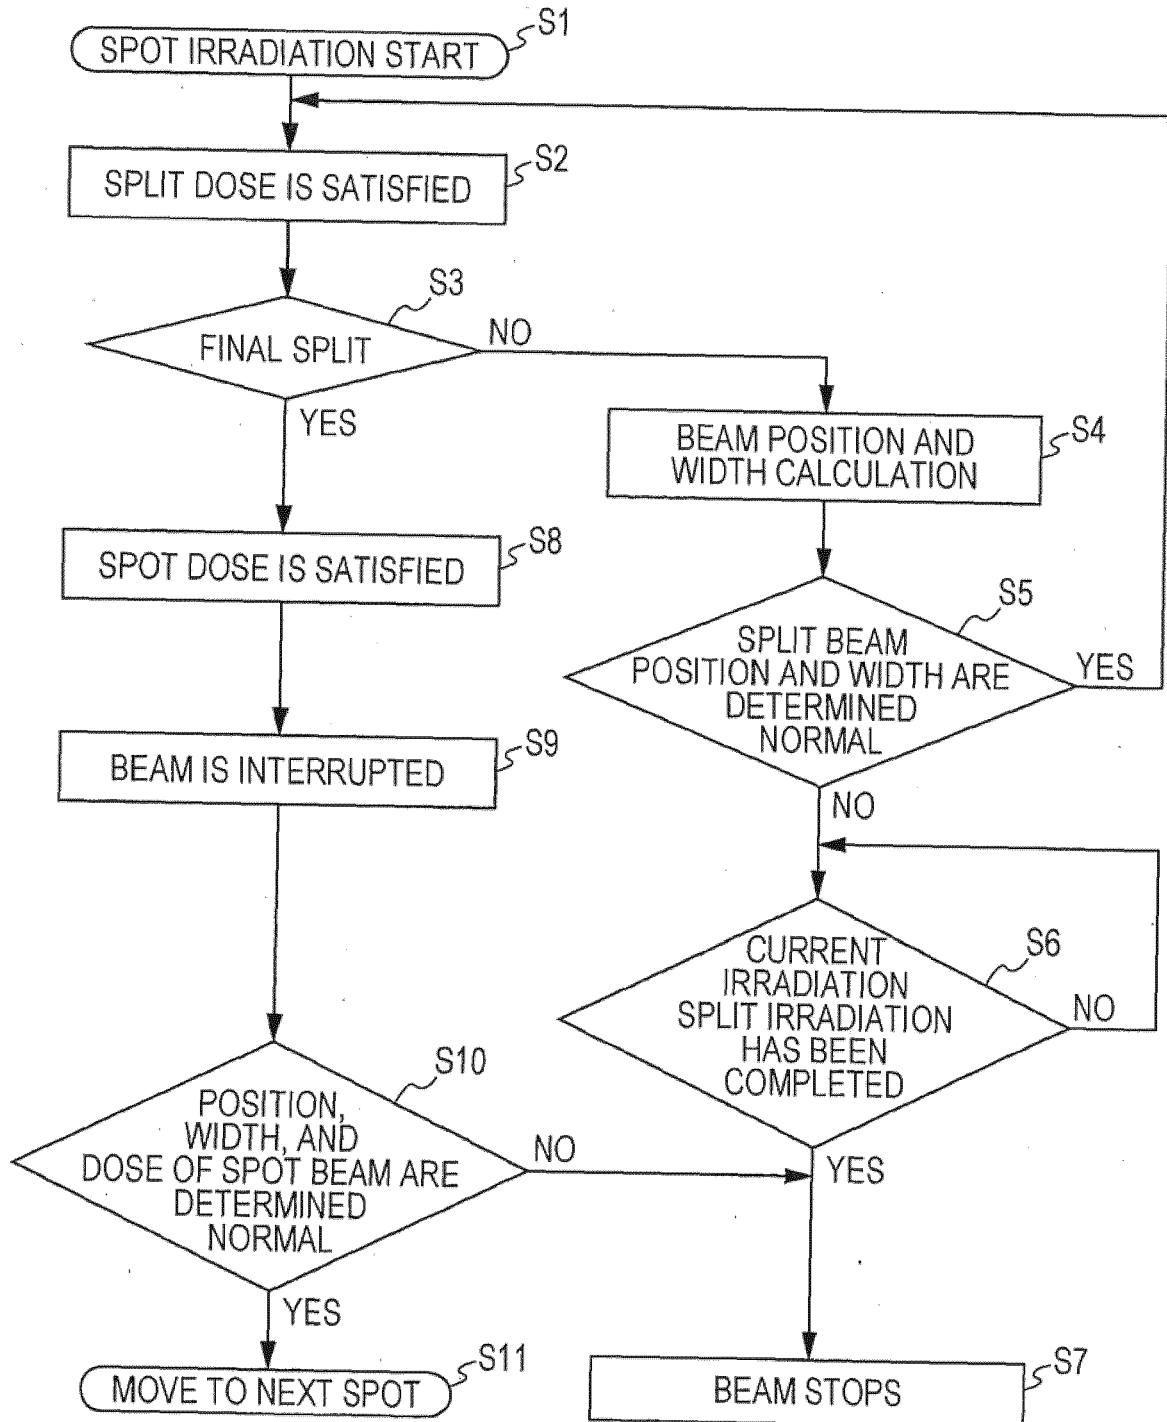 S1
SPOT IRRADIATION START
S2
SPLIT DOSE IS SATISFIED
S3
FINAL SPLIT
NO
YES
S4
BEAM POSITION AND
WIDTH CALCULATION
S8
SPOT DOSE IS SATISFIED
S5
SPLIT BEAM
POSITION AND WIDTH ARE
DETERMINED
NORMAL
YES
NO
S9
BEAM IS INTERRUPTED
S6
CURRENT
IRRADIATION
SPLIT IRRADIATION
HAS BEEN
COMPLETED
NO
YES
S10
POSITION,
WIDTH, AND
DOSE OF SPOT BEAM ARE
DETERMINED
NORMAL
NO
YES
S11
MOVE TO NEXT SPOT
S7
BEAM STOPS